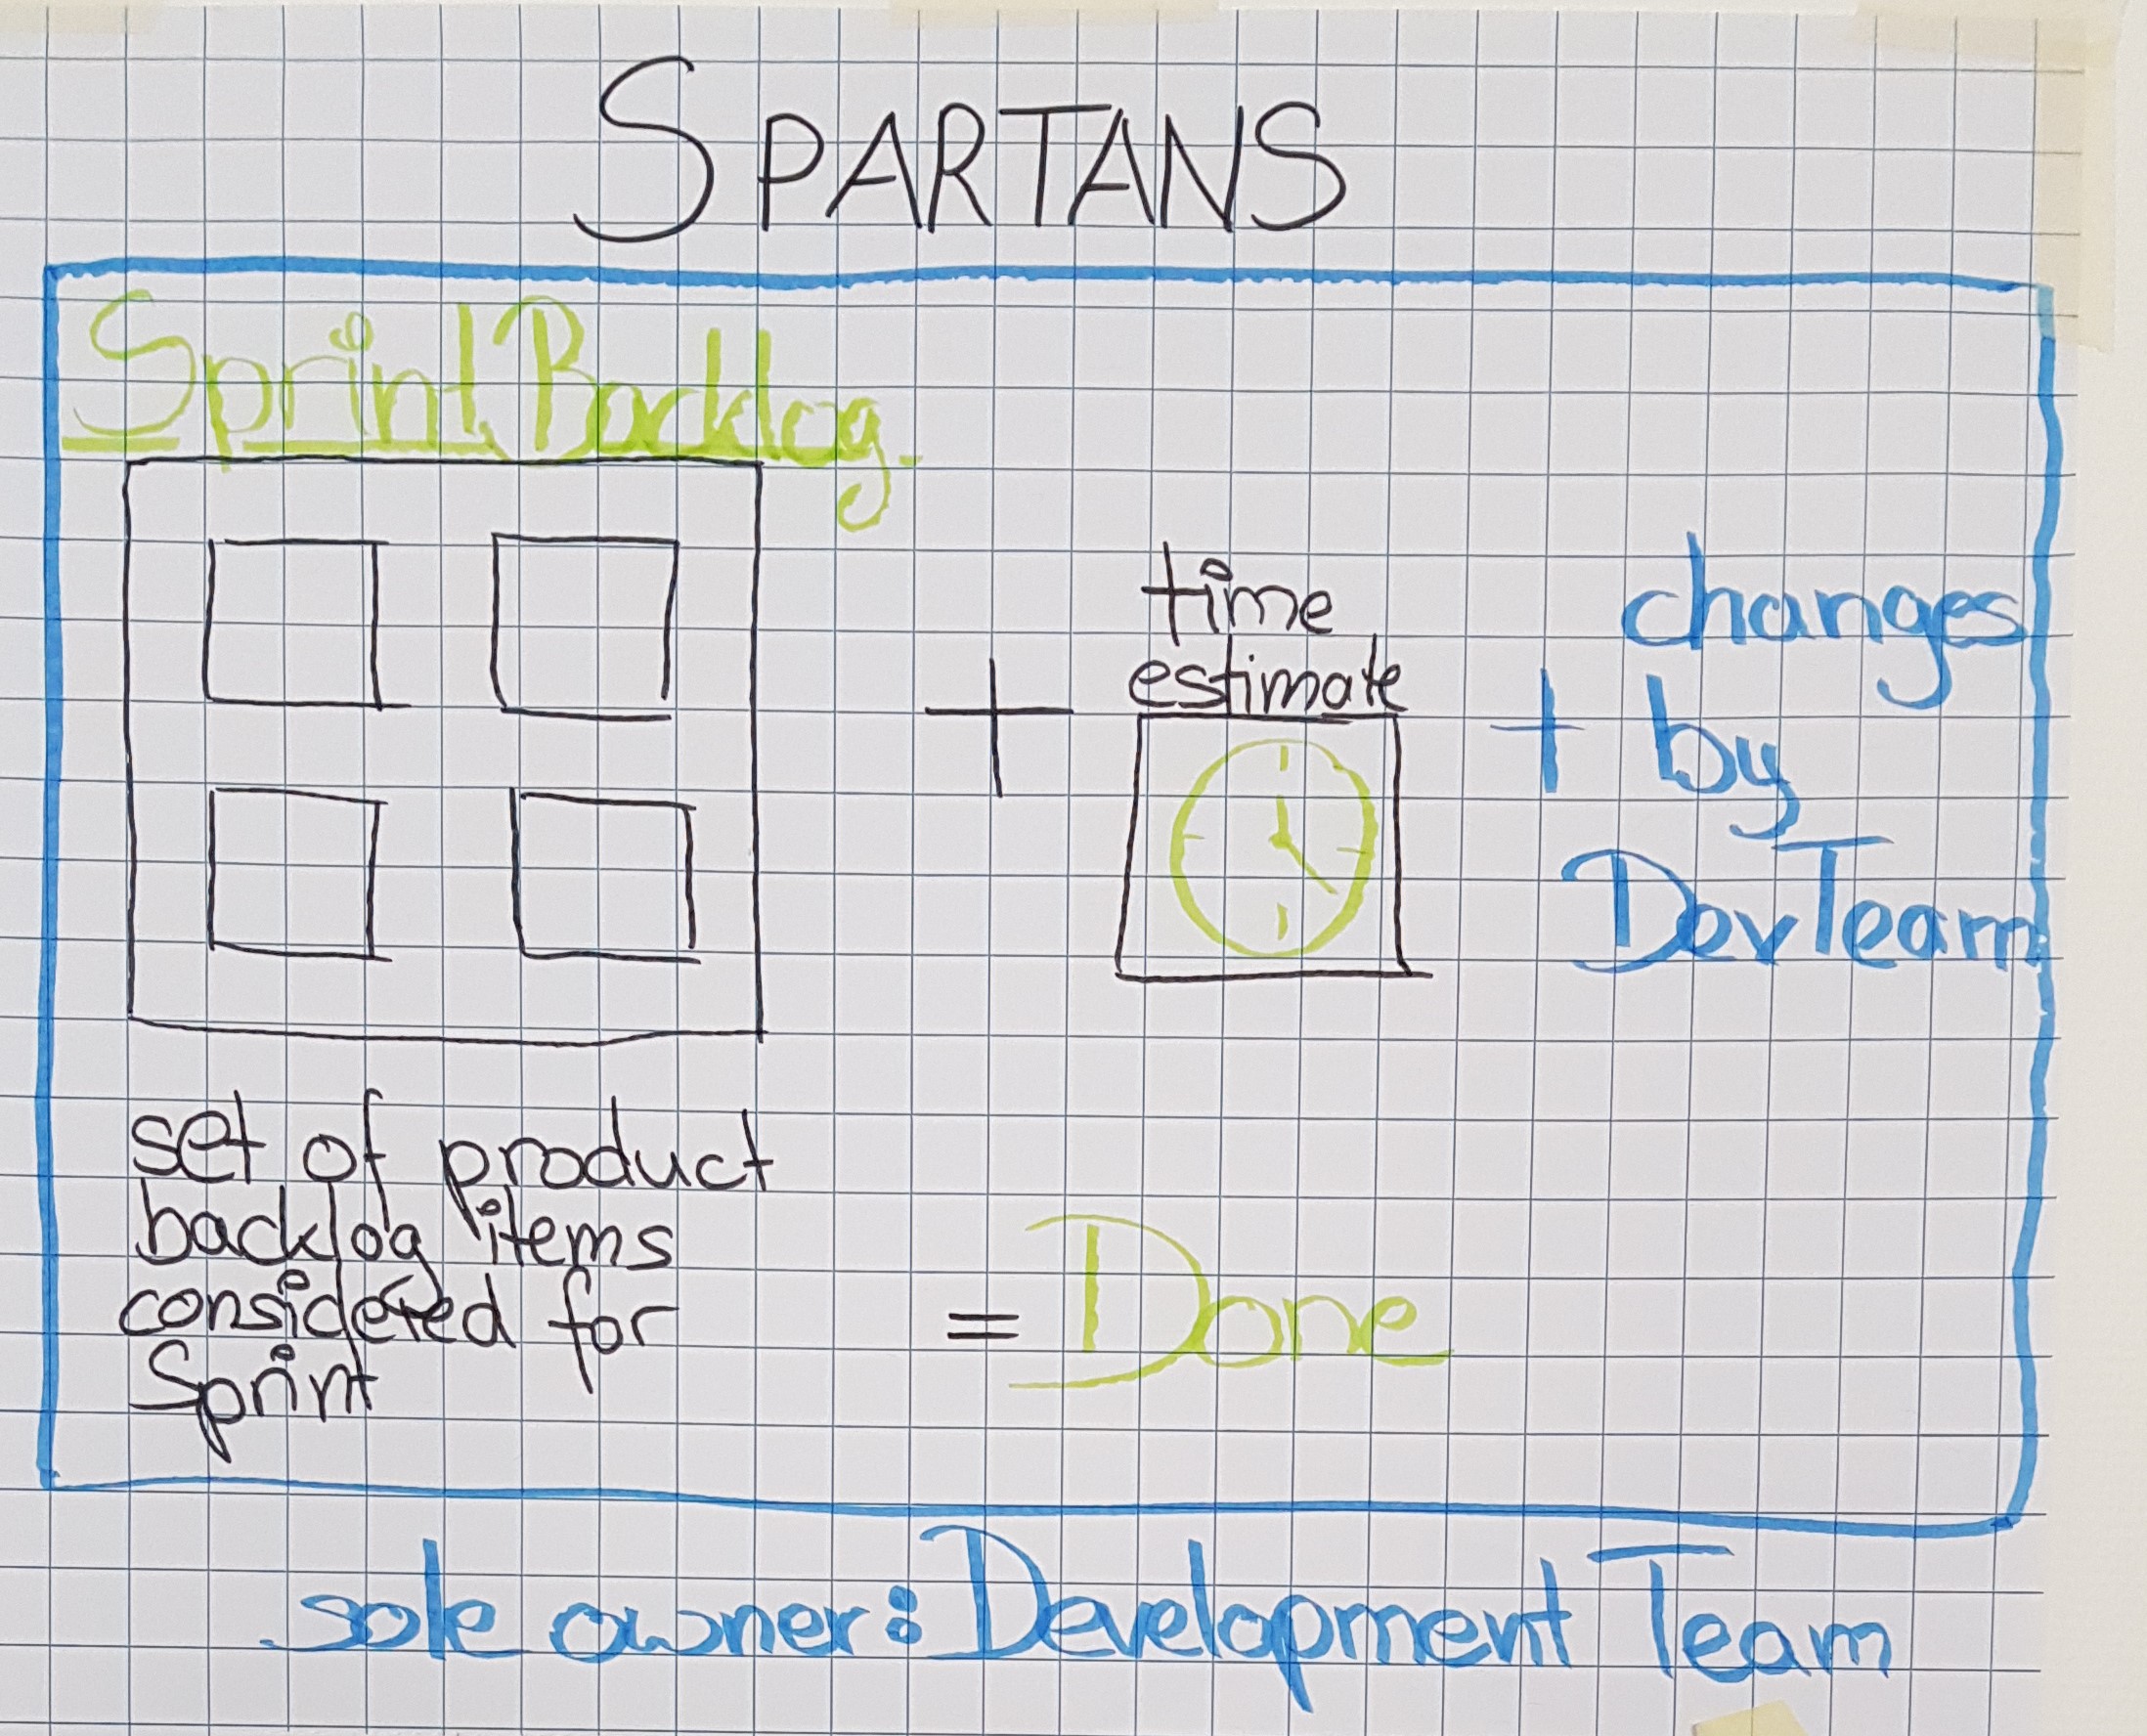 SPARTANS
Sprint Backlog
time
estimate
+
+
changes
by
DevTeam
set of product
backlog items
considered for
Sprint
= Done
sole owner: Development Team